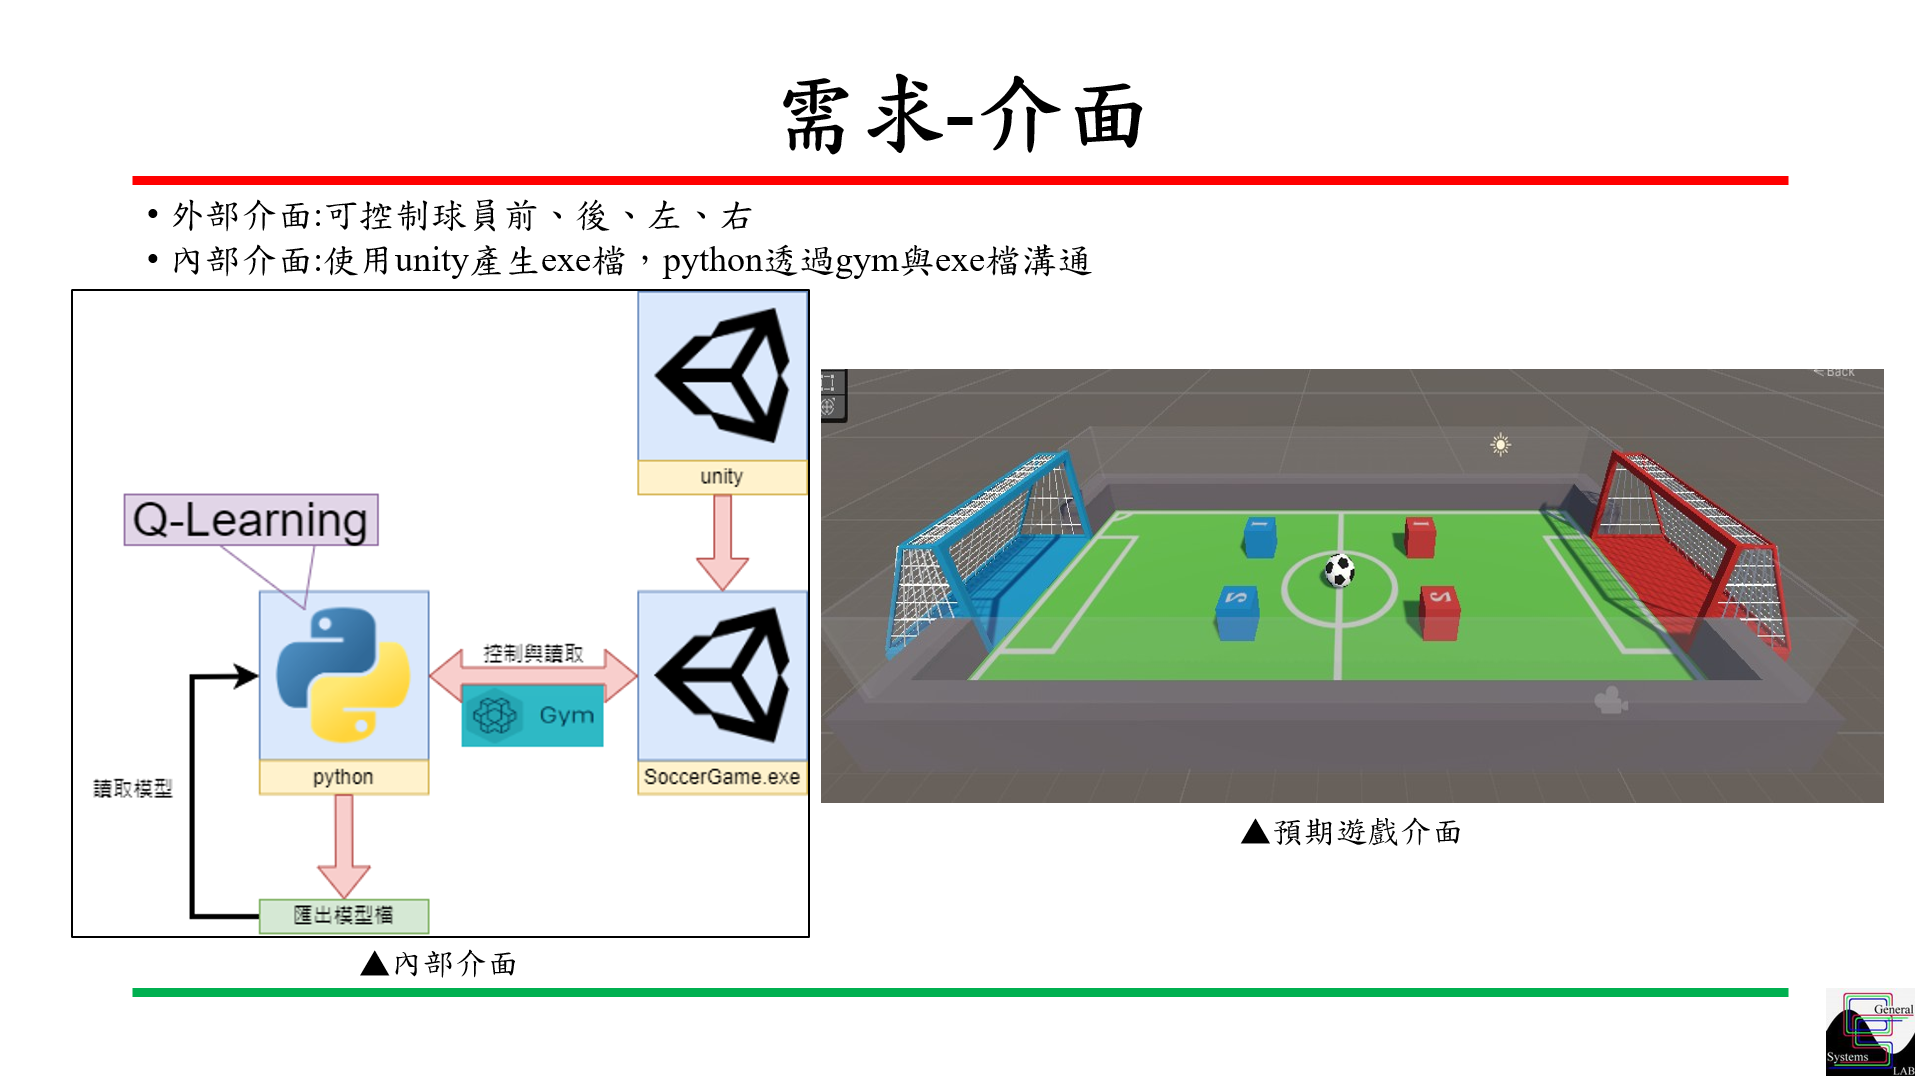 需求-介面
• 外部介面:可控制球員前、後、左、右
• 內部介面:使用unity產生exe檔，python透過gym與exe檔溝通
unity
Q-Learning
控制與讀取
Gym
python
SoccerGame.exe
讀取模型
匯出模型檔
▲內部介面
Back
1
1
2
2
▲預期遊戲介面
General
Systems
LAB